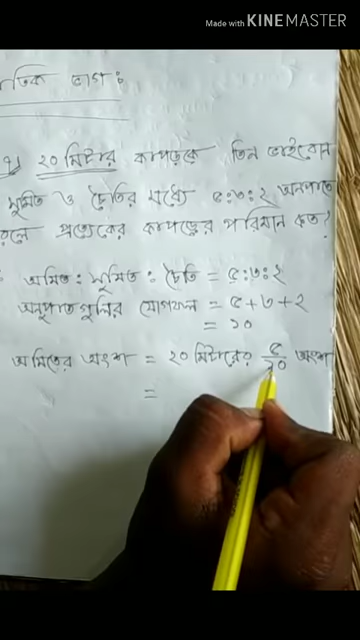 Made with KINEMASTER
তিক ভাগ:
৭) ২০ মিটার কাপড়কে তিন ভাইবোন
সুমিত ও চৈতির মধ্যে ৫:৩:২ অনুপাতে
প্রত্যেকের কাপড়ের পরিমান কত?
অমিত : সুমিত : চৈতি = ৫:৩:২
অনুপাতগুলির যোগফল = ৫+৩+২
= ১০
অমিতের অংশ = ২০ মিটারের ৫/১০ অংশ
=